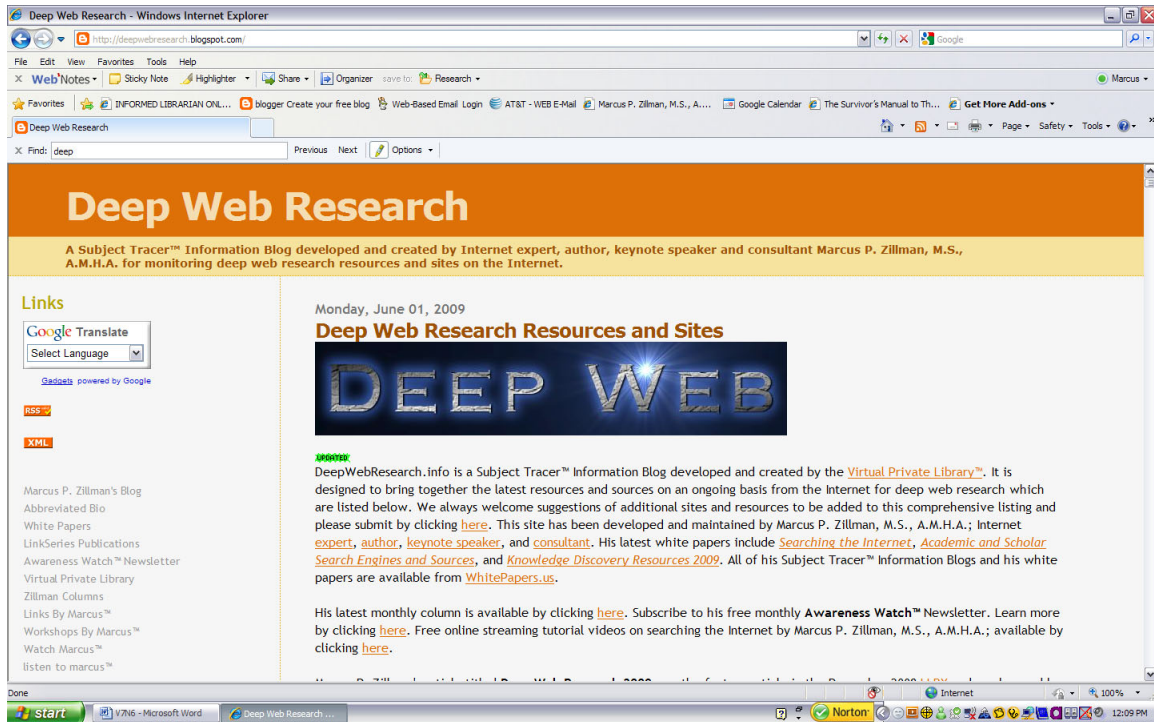 Deep Web Research - Windows Internet Explorer
http://deepwebresearch.blogspot.com/
Google
File Edit View Favorites Tools Help
X Web'Notes Sticky Note Highlighter Share Organizer save to: Research Marcus
Favorites INFORMED LIBRARIAN ONL... blogger Create your free blog Web-Based Email Login AT&T - WEB E-Mail Marcus P. Zillman, M.S., A.... Google Calendar The Survivor's Manual to Th... Get More Add-ons
Deep Web Research Page Safety Tools »
X Find: deep Previous Next Options
Deep Web Research
A Subject Tracer™ Information Blog developed and created by Internet expert, author, keynote speaker and consultant Marcus P. Zillman, M.S.,
A.M.H.A. for monitoring deep web research resources and sites on the Internet.
Links
Google Translate
Select Language
Gadgets powered by Google
RSS
XML
Marcus P. Zillman's Blog
Abbreviated Bio
White Papers
LinkSeries Publications
Awareness Watch™ Newsletter
Virtual Private Library
Zillman Columns
Links By Marcus™
Workshops By Marcus™
Watch Marcus™
listen to marcus™
Monday, June 01, 2009
Deep Web Research Resources and Sites
DEEP WEB
UPDATED
DeepWebResearch.info is a Subject Tracer™ Information Blog developed and created by the Virtual Private Library™. It is
designed to bring together the latest resources and sources on an ongoing basis from the Internet for deep web research which
are listed below. We always welcome suggestions of additional sites and resources to be added to this comprehensive listing and
please submit by clicking here. This site has been developed and maintained by Marcus P. Zillman, M.S., A.M.H.A.; Internet
expert, author, keynote speaker, and consultant. His latest white papers include Searching the Internet, Academic and Scholar
Search Engines and Sources, and Knowledge Discovery Resources 2009. All of his Subject Tracer™ Information Blogs and his white
papers are available from WhitePapers.us.
His latest monthly column is available by clicking here. Subscribe to his free monthly Awareness Watch™ Newsletter. Learn more
by clicking here. Free online streaming tutorial videos on searching the Internet by Marcus P. Zillman, M.S., A.M.H.A.; available by
clicking here.
Done Internet 100%
start V7N6 - Microsoft Word Deep Web Research ... Norton 12:09 PM